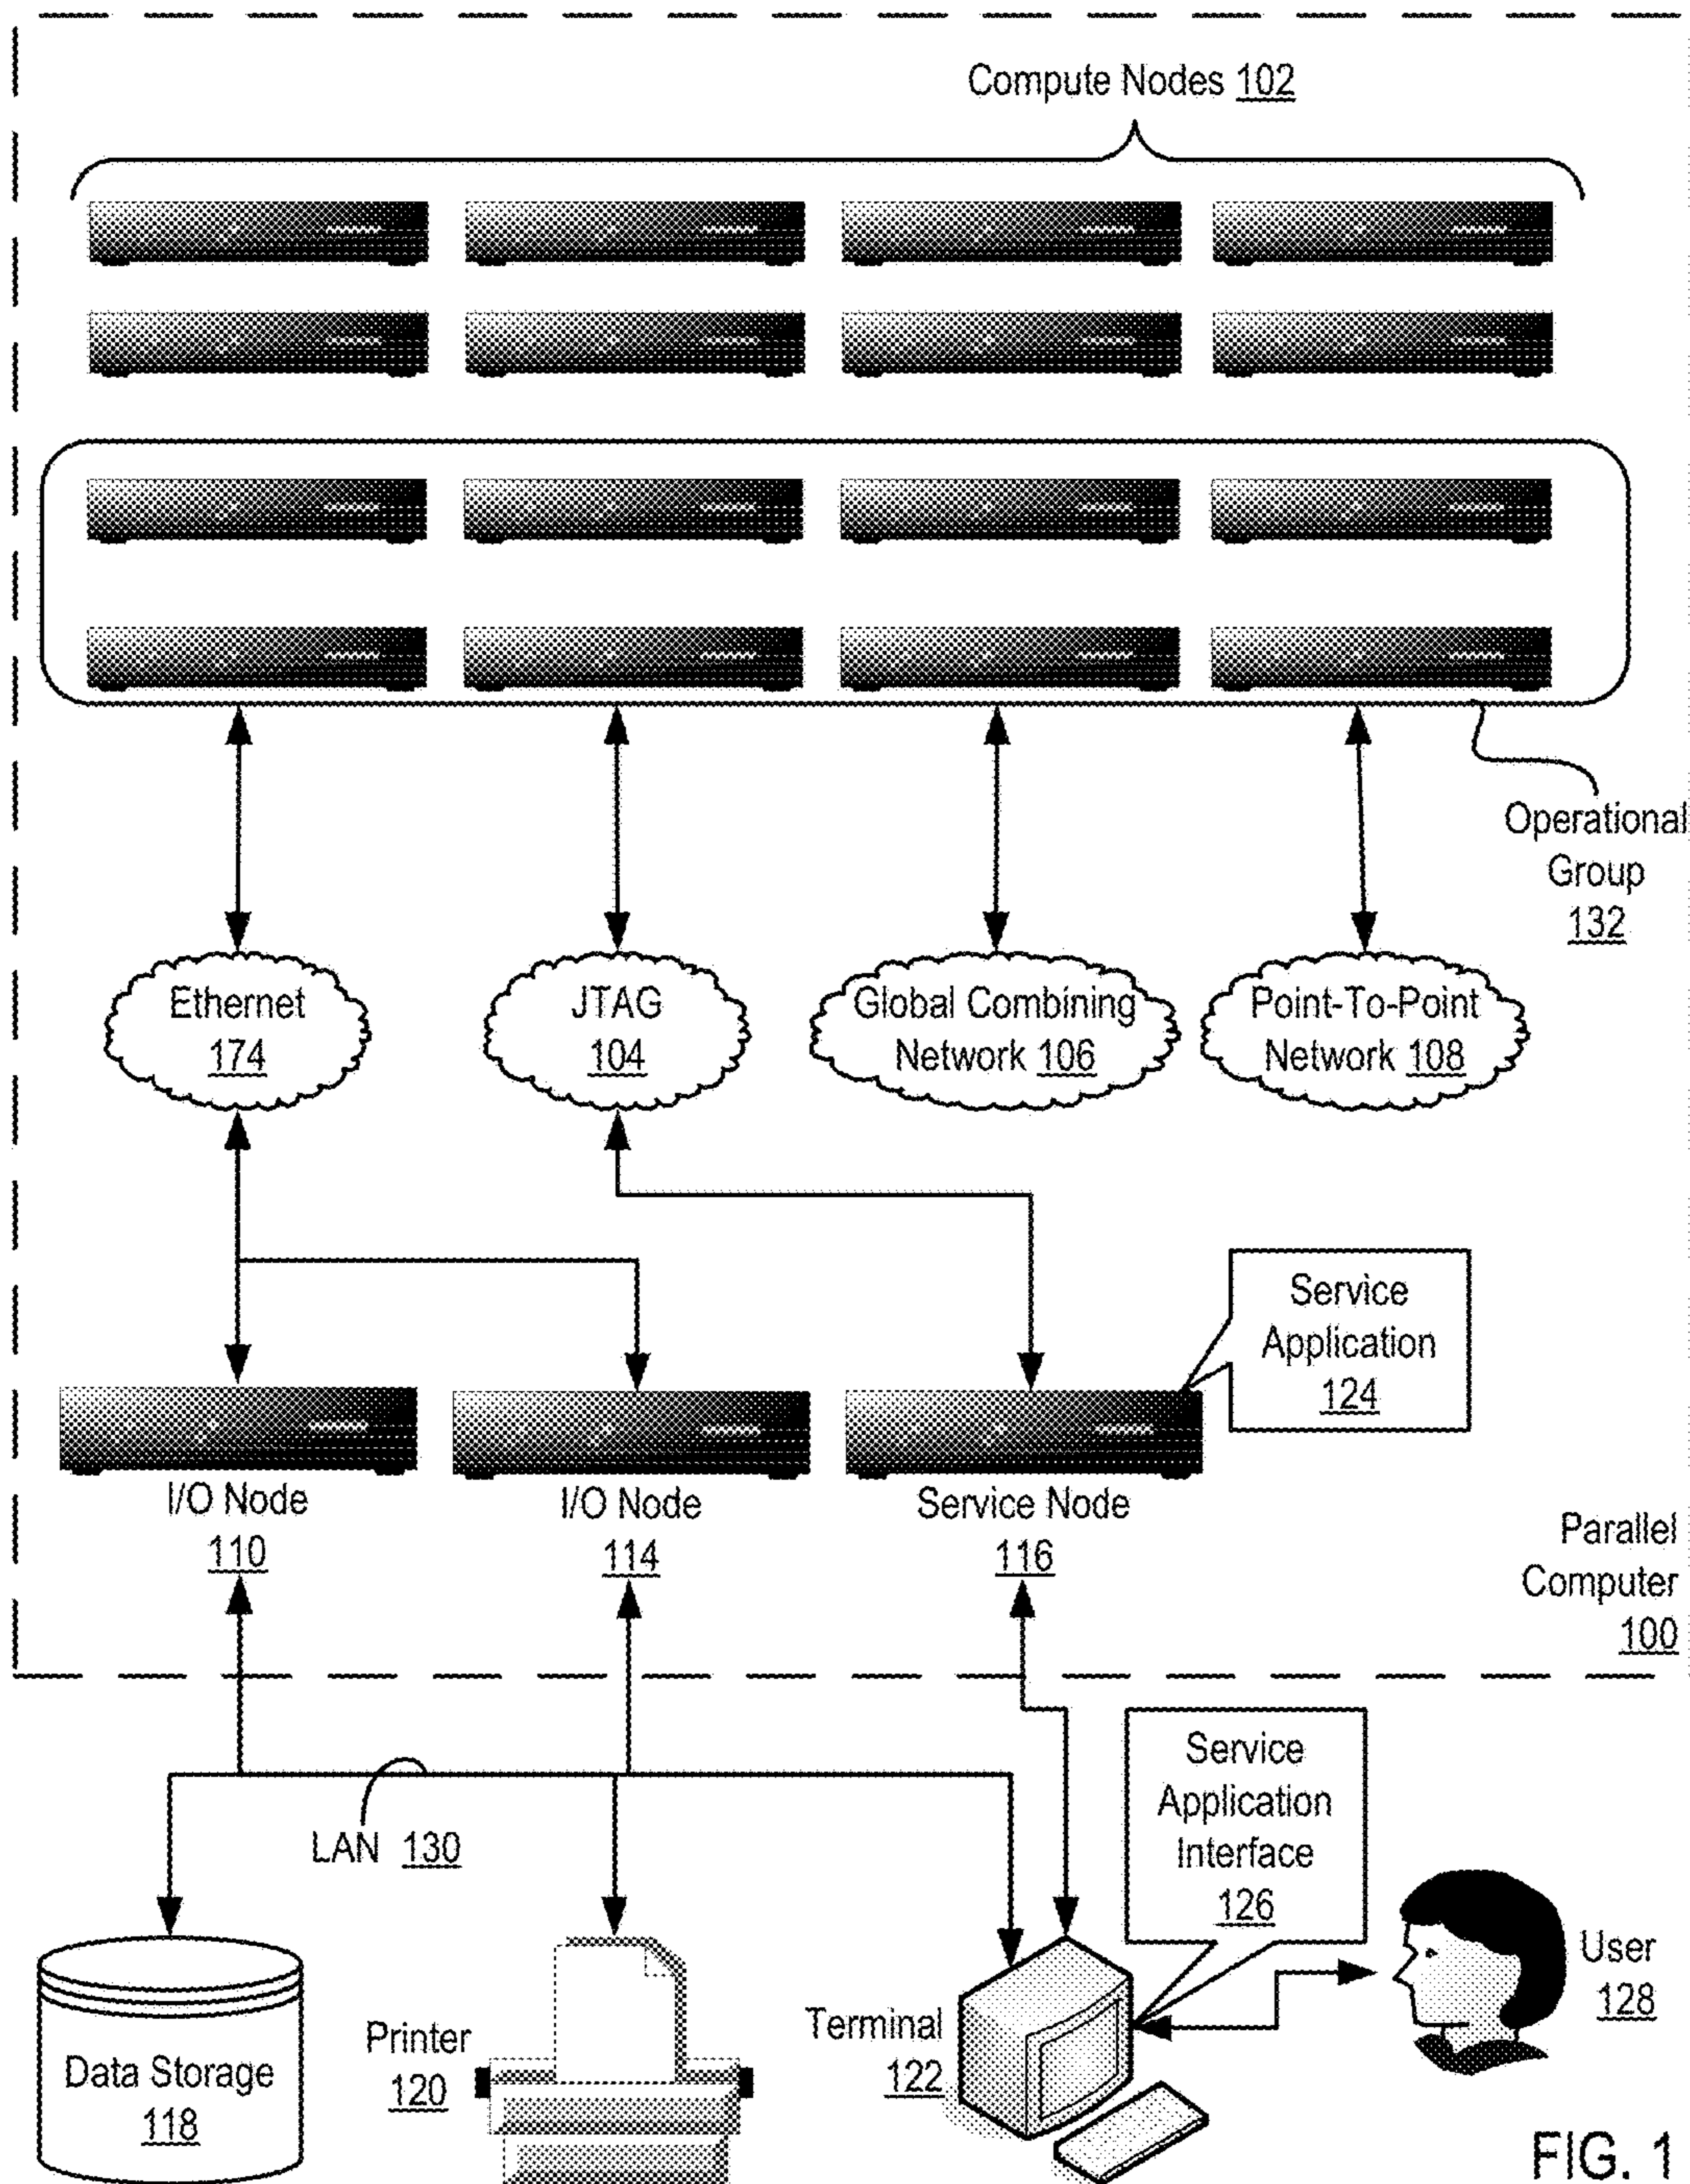 Compute Nodes 102
Operational
Group
132
Ethernet
174
JTAG
104
Global Combining
Network 106
Point-To-Point
Network 108
Service
Application
124
I/O Node
110
I/O Node
114
Service Node
116
Parallel
Computer
100
LAN 130
Service
Application
Interface
126
Data Storage
118
Printer
120
Terminal
122
User
128
FIG. 1